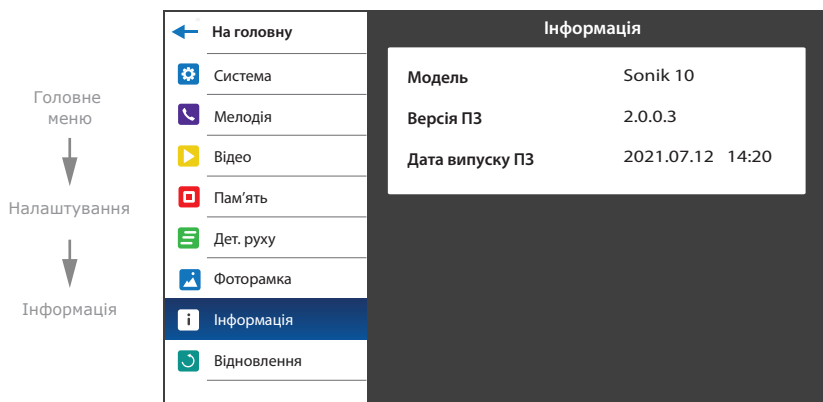 Головне
меню
Налаштування
Інформація
На головну
Система
Мелодія
Відео
Пам’ять
Дет. руху
Фоторамка
Інформація
Відновлення
Інформація
Модель Sonik 10
Версія ПЗ 2.0.0.3
Дата випуску ПЗ 2021.07.12 14:20